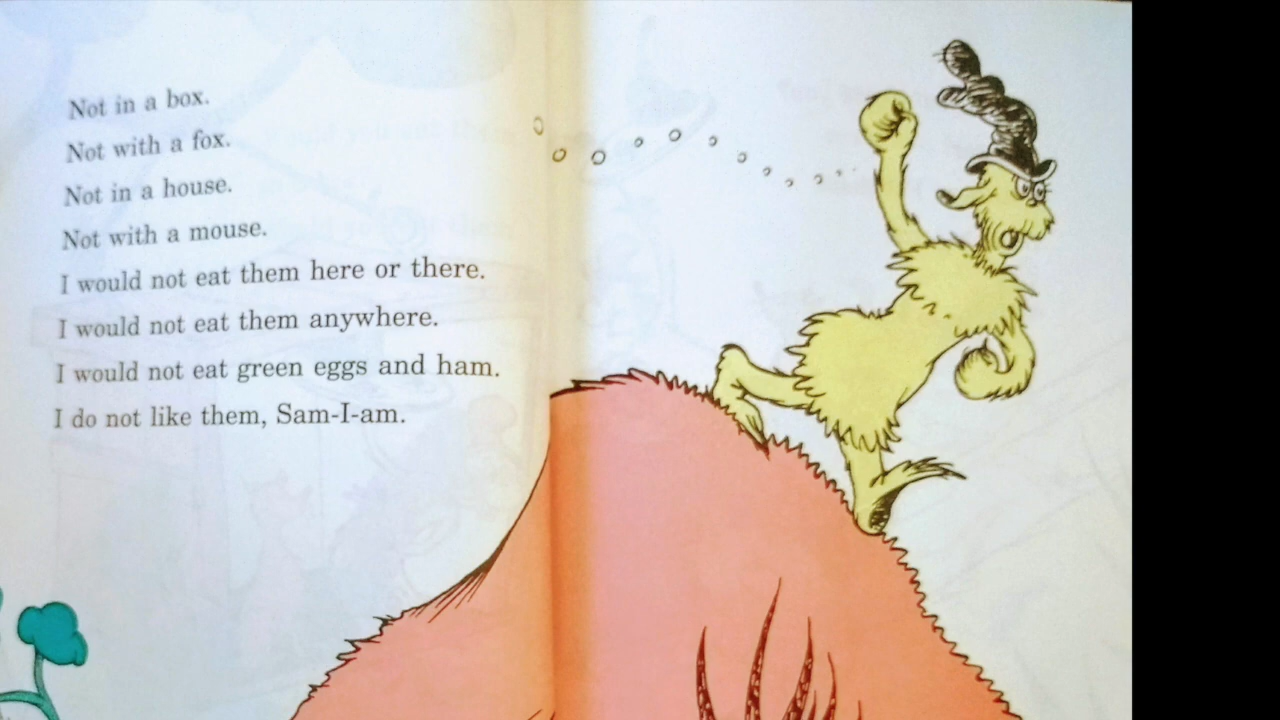 Not in a box.
Not with a fox.
Not in a house.
Not with a mouse.
I would not eat them here or there.
I would not eat them anywhere.
I would not eat green eggs and ham.
I do not like them, Sam-I-am.